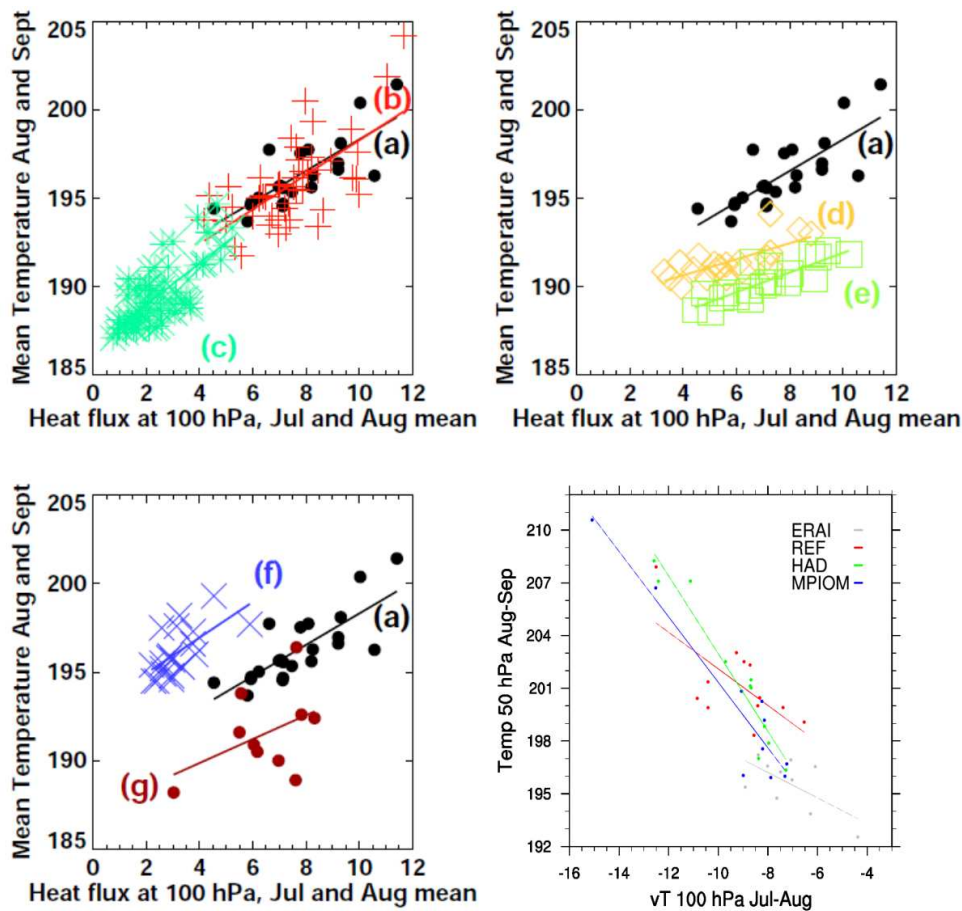 205
200
195
190
185
Mean Temperature Aug and Sept
(b)
(a)
(c)
0 2 4 6 8 10 12
Heat flux at 100 hPa, Jul and Aug mean
205
200
195
190
185
Mean Temperature Aug and Sept
(a)
(d)
(e)
0 2 4 6 8 10 12
Heat flux at 100 hPa, Jul and Aug mean
205
200
195
190
185
Mean Temperature Aug and Sept
(f)
(a)
(g)
0 2 4 6 8 10 12
Heat flux at 100 hPa, Jul and Aug mean
210
207
204
201
198
195
192
Temp 50 hPa Aug-Sep
ERAI
REF
HAD
MPIOM
-16 -14 -12 -10 -8 -6 -4
vT 100 hPa Jul-Aug